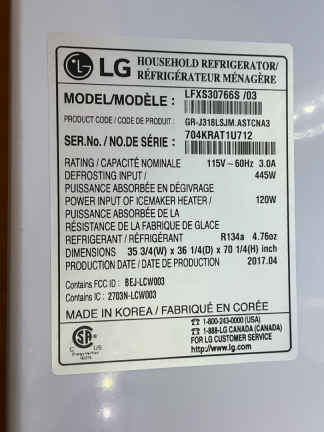 LG HOUSEHOLD REFRIGERATOR/
RÉFRIGÉRATEUR MÉNAGÈRE
MODEL/MODÈLE : LFXS30766S /03
PRODUCT CODE / CODE DE PRODUIT : GR-J318LSJM.ASTCNA3
SER.No. / NO.DE SÉRIE : 704KRAT1U712
RATING / CAPACITÉ NOMINALE 115V~60Hz 3.0A
DEFROSTING INPUT / 445W
PUISSANCE ABSORBÉE EN DÉGIVRAGE
POWER INPUT OF ICEMAKER HEATER / 120W
PUISSANCE ABSORBÉE DE LA
RÉSISTANCE DE LA FABRIQUE DE GLACE
REFRIGERANT / RÉFRIGÉRANT R134a 4.76oz
DIMENSIONS 35 3/4(W) x 36 1/4(D) x 70 1/4(H) inch
PRODUCTION DATE / DATE DE PRODUCTION 2017.04
Contains FCC ID : BEJ-LCW003
Contains IC : 2703N-LCW003
MADE IN KOREA / FABRIQUÉ EN CORÉE
SA
C US
Energy Verified
☎ 1-800-243-0000 (USA)
☎ 1-888-LG CANADA (CANADA)
FOR LG CUSTOMER SERVICE
http://www.lg.com